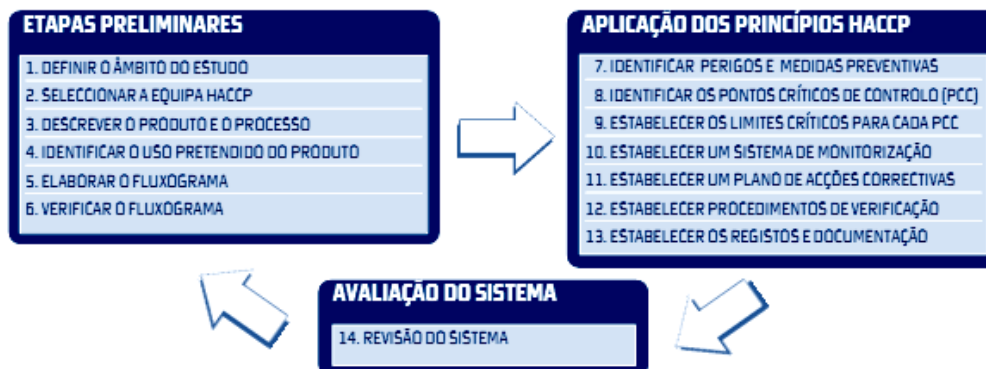 ETAPAS PRELIMINARES
1. DEFINIR O ÂMBITO DO ESTUDO
2. SELECCIONAR A EQUIPA HACCP
3. DESCREVER O PRODUTO E O PROCESSO
4. IDENTIFICAR O USO PRETENDIDO DO PRODUTO
5. ELABORAR O FLUXOGRAMA
6. VERIFICAR O FLUXOGRAMA
APLICAÇÃO DOS PRINCÍPIOS HACCP
7. IDENTIFICAR PERIGOS E MEDIDAS PREVENTIVAS
8. IDENTIFICAR OS PONTOS CRÍTICOS DE CONTROLO (PCC)
9. ESTABELECER OS LIMITES CRÍTICOS PARA CADA PCC
10. ESTABELECER UM SISTEMA DE MONITORIZAÇÃO
11. ESTABELECER UM PLANO DE ACÇÕES CORRECTIVAS
12. ESTABELECER PROCEDIMENTOS DE VERIFICAÇÃO
13. ESTABELECER OS REGISTOS E DOCUMENTAÇÃO
AVALIAÇÃO DO SISTEMA
14. REVISÃO DO SISTEMA